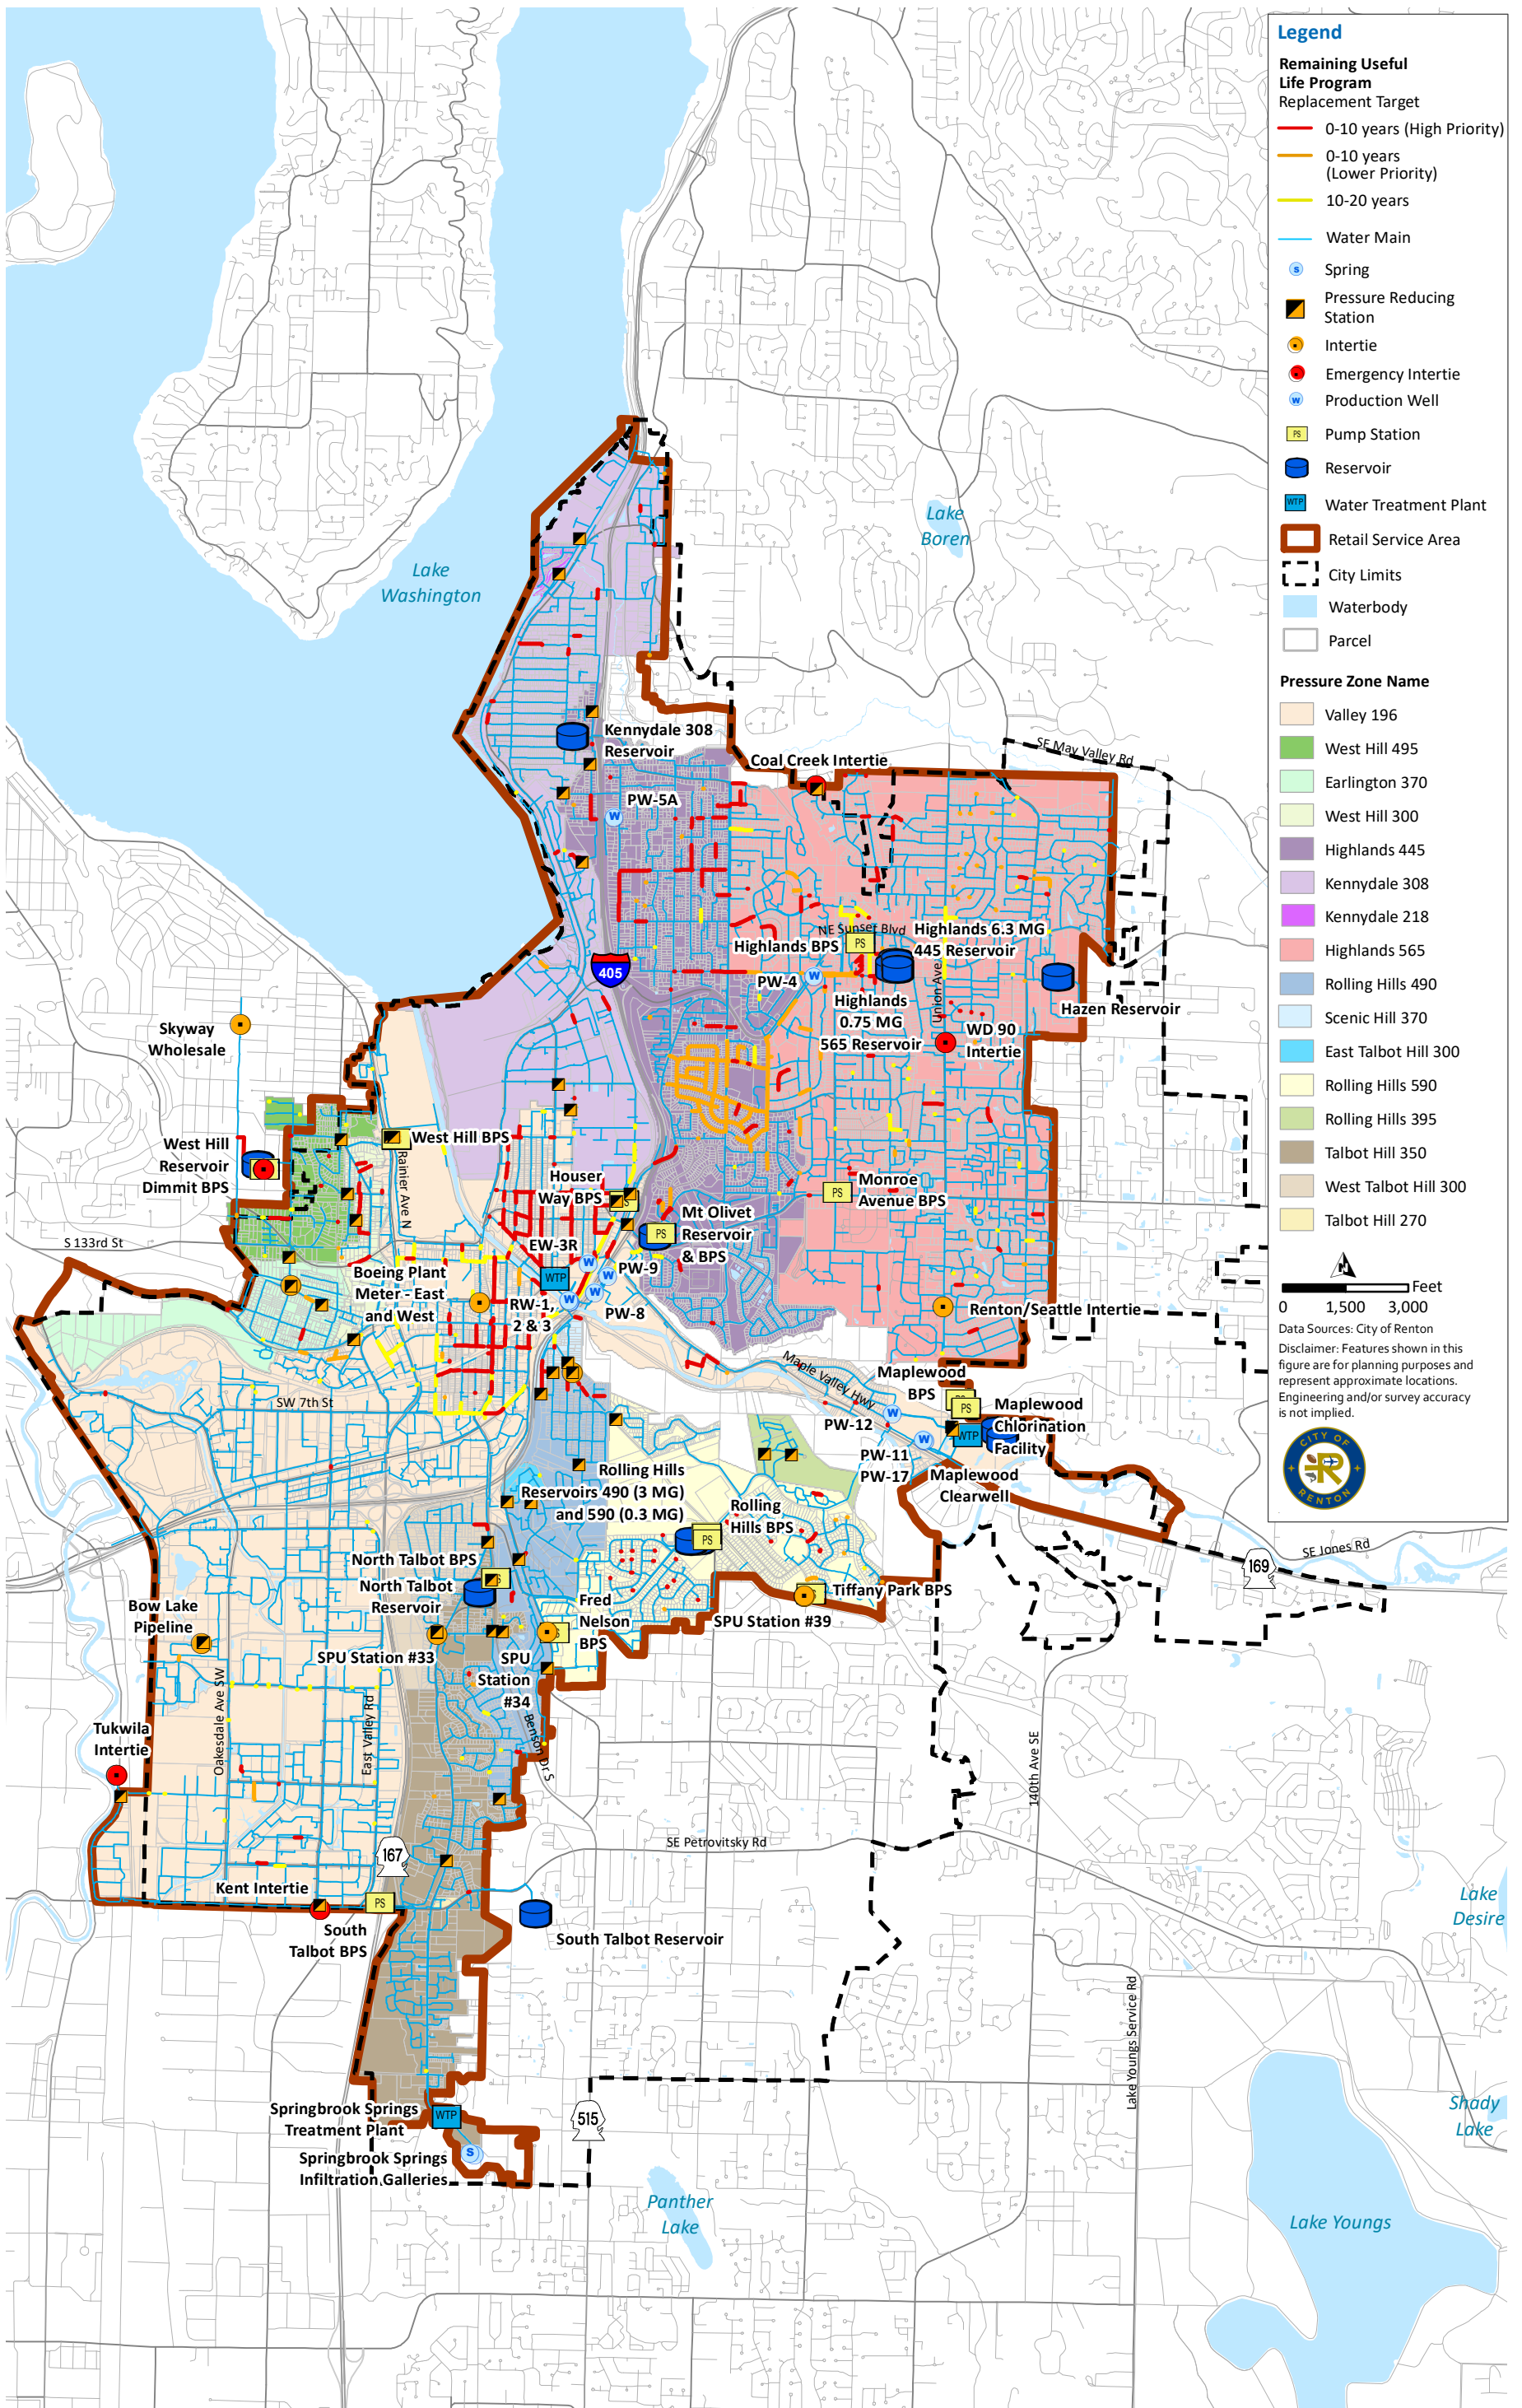 Legend
Remaining Useful
Life Program
Replacement Target
0-10 years (High Priority)
0-10 years
(Lower Priority)
10-20 years
Water Main
S
Spring
Pressure Reducing
Station
Intertie
Emergency Intertie
W
Production Well
PS
Pump Station
Reservoir
WTP
Water Treatment Plant
Retail Service Area
City Limits
Waterbody
Parcel
Pressure Zone Name
Valley 196
West Hill 495
Earlington 370
West Hill 300
Highlands 445
Kennydale 308
Kennydale 218
Highlands 565
Rolling Hills 490
Scenic Hill 370
East Talbot Hill 300
Rolling Hills 590
Rolling Hills 395
Talbot Hill 350
West Talbot Hill 300
Talbot Hill 270
N
Feet
0 1,500 3,000
Data Sources: City of Renton
Disclaimer: Features shown in this
figure are for planning purposes and
represent approximate locations.
Engineering and/or survey accuracy
is not implied.
CITY OF
R
RENTON
Lake
Boren
Lake
Washington
SE May Valley Rd
Kennydale 308
Reservoir
Coal Creek Intertie
PW-5A
W
NE Sunset Blvd
Highlands 6.3 MG
445 Reservoir
Highlands BPS
PS
405
PW-4
W
Union Ave
Hazen Reservoir
Highlands
0.75 MG
565 Reservoir
WD 90
Intertie
Skyway
Wholesale
West Hill
Reservoir
Dimmit BPS
West Hill BPS
Rainier Ave N
Houser
Way BPS
S
PS
Monroe
Avenue BPS
Mt Olivet
Reservoir
& BPS
PS
S 133rd St
EW-3R
WTP
W
W
W
W
PW-9
PW-8
RW-1,
2 & 3
Boeing Plant
Meter - East
and West
Renton/Seattle Intertie
Maple Valley Hwy
Maplewood
BPS
PS
PS
Maplewood
Chlorination
Facility
WTP
SW 7th St
PW-12
W
PW-11
PW-17
W
Maplewood
Clearwell
Rolling Hills
Reservoirs 490 (3 MG)
and 590 (0.3 MG)
Rolling
Hills BPS
PS
SE Jones Rd
169
North Talbot BPS
S
North Talbot
Reservoir
Fred
Nelson
BPS
S
Tiffany Park BPS
S
SPU Station #39
Bow Lake
Pipeline
SPU Station #33
SPU
Station
#34
Oakesdale Ave SW
East Valley Rd
Benson Dr S
Tukwila
Intertie
140th Ave SE
SE Petrovitsky Rd
167
Kent Intertie
PS
South
Talbot BPS
South Talbot Reservoir
Lake
Desire
Lake Youngs Service Rd
Springbrook Springs
Treatment Plant
WTP
515
Springbrook Springs
Infiltration Galleries
S
Shady
Lake
Panther
Lake
Lake Youngs